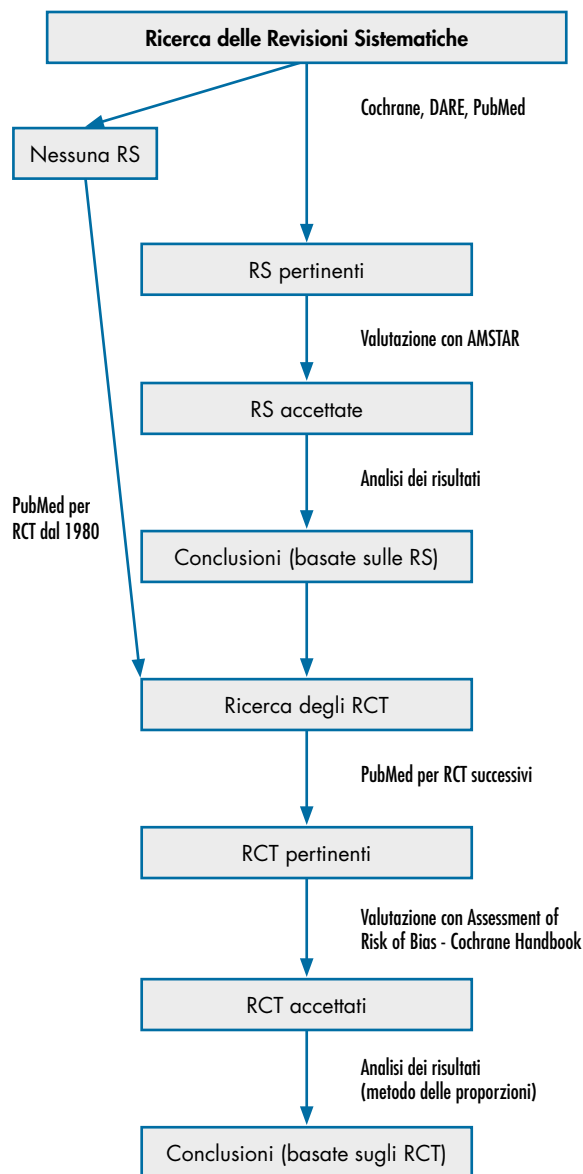 Ricerca delle Revisioni Sistematiche
Cochrane, DARE, PubMed
Nessuna RS
RS pertinenti
Valutazione con AMSTAR
RS accettate
Analisi dei risultati
PubMed per
RCT dal 1980
Conclusioni (basate sulle RS)
Ricerca degli RCT
PubMed per RCT successivi
RCT pertinenti
Valutazione con Assessment of
Risk of Bias - Cochrane Handbook
RCT accettati
Analisi dei risultati
(metodo delle proporzioni)
Conclusioni (basate sugli RCT)